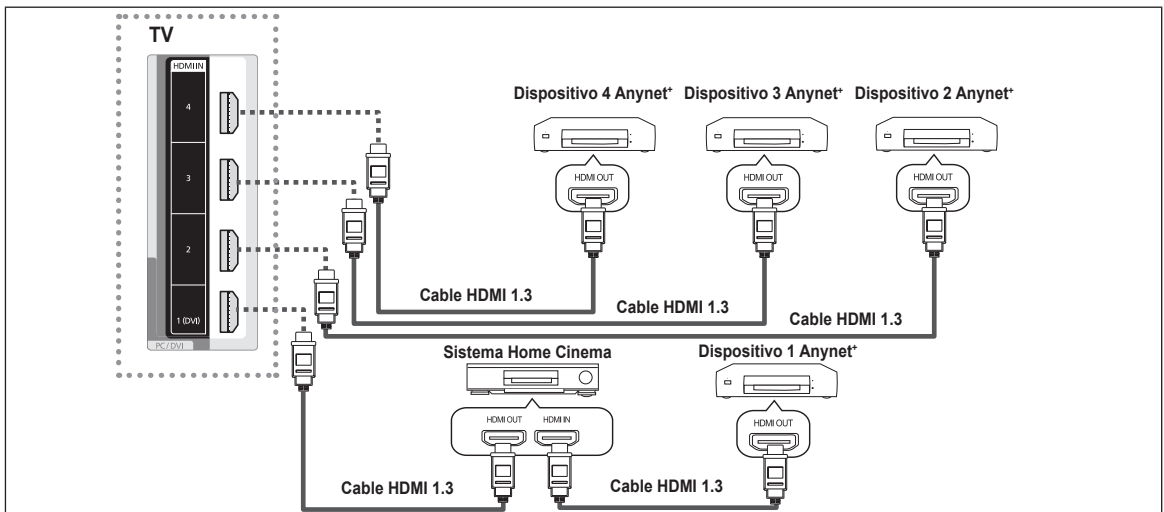 TV
HDMI IN
4
3
2
1 (DVI)
PC / DVI
Dispositivo 4 Anynet+
Dispositivo 3 Anynet+
Dispositivo 2 Anynet+
HDMI OUT
HDMI OUT
HDMI OUT
Cable HDMI 1.3
Cable HDMI 1.3
Cable HDMI 1.3
Sistema Home Cinema
Dispositivo 1 Anynet+
HDMI OUT
HDMI IN
HDMI OUT
Cable HDMI 1.3
Cable HDMI 1.3